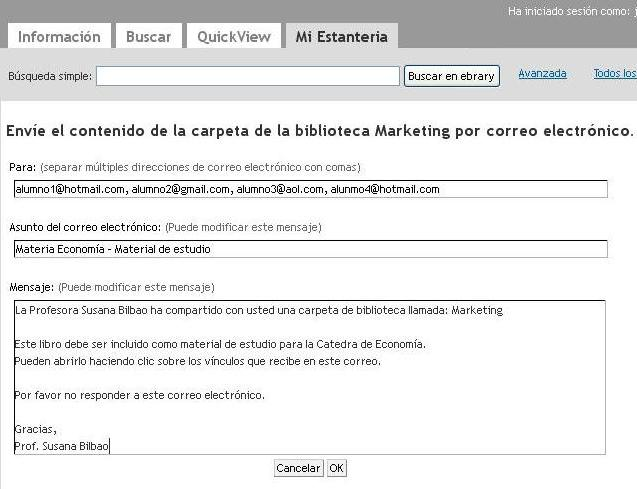 Ha iniciado sesión como:
Información Buscar QuickView Mi Estanteria
Búsqueda simple: Buscar en ebrary Avanzada Todos los
Envíe el contenido de la carpeta de la biblioteca Marketing por correo electrónico.
Para: (separar múltiples direcciones de correo electrónico con comas)
alumno1@hotmail.com, alumno2@gmail.com, alumno3@aol.com, alunmo4@hotmail.com
Asunto del correo electrónico: (Puede modificar este mensaje)
Materia Economía - Material de estudio
Mensaje: (Puede modificar este mensaje)
La Profesora Susana Bilbao ha compartido con usted una carpeta de biblioteca llamada: Marketing
Este libro debe ser incluido como material de estudio para la Catedra de Economía.
Pueden abrirlo haciendo clic sobre los vínculos que recibe en este correo.
Por favor no responder a este correo electrónico.
Gracias,
Prof. Susana Bilbao
Cancelar OK